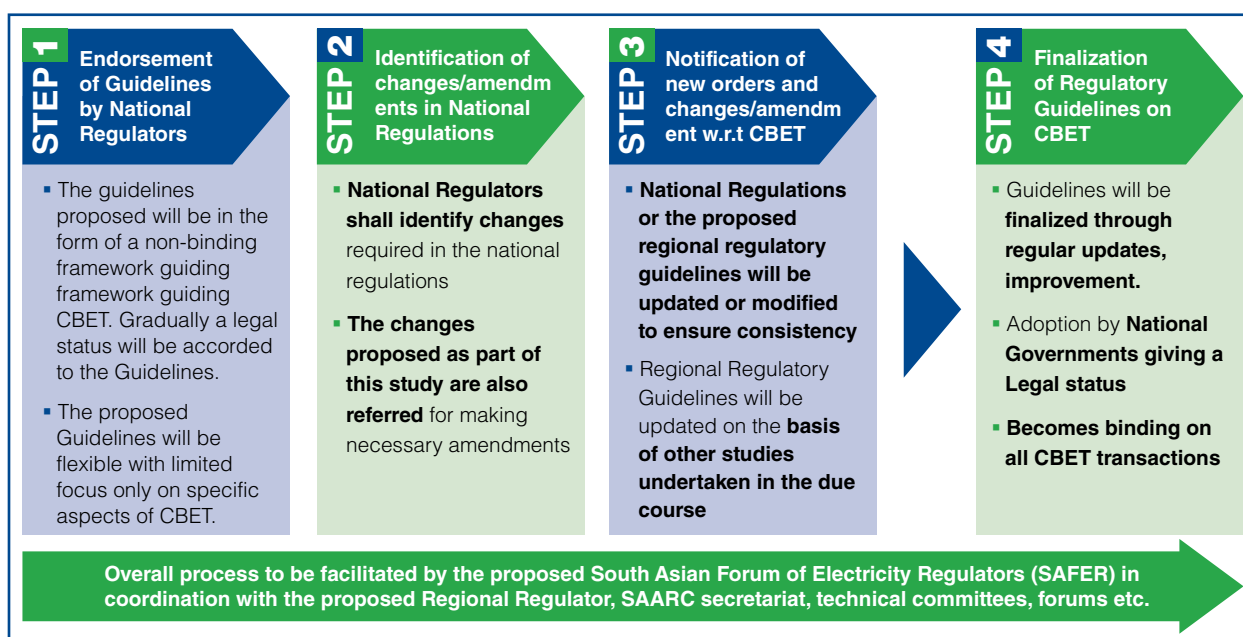 STEP 1
Endorsement
of Guidelines
by National
Regulators
▪ The guidelines
proposed will be in the
form of a non-binding
framework guiding
framework guiding
CBET. Gradually a legal
status will be accorded
to the Guidelines.
▪ The proposed
Guidelines will be
flexible with limited
focus only on specific
aspects of CBET.
STEP 2
Identification of
changes/amendm
ents in National
Regulations
▪ National Regulators
shall identify changes
required in the national
regulations
▪ The changes
proposed as part of
this study are also
referred for making
necessary amendments
STEP 3
Notification of
new orders and
changes/amendm
ent w.r.t CBET
▪ National Regulations
or the proposed
regional regulatory
guidelines will be
updated or modified
to ensure consistency
▪ Regional Regulatory
Guidelines will be
updated on the basis
of other studies
undertaken in the due
course
STEP 4
Finalization
of Regulatory
Guidelines on
CBET
▪ Guidelines will be
finalized through
regular updates,
improvement.
▪ Adoption by National
Governments giving a
Legal status
▪ Becomes binding on
all CBET transactions
Overall process to be facilitated by the proposed South Asian Forum of Electricity Regulators (SAFER) in
coordination with the proposed Regional Regulator, SAARC secretariat, technical committees, forums etc.